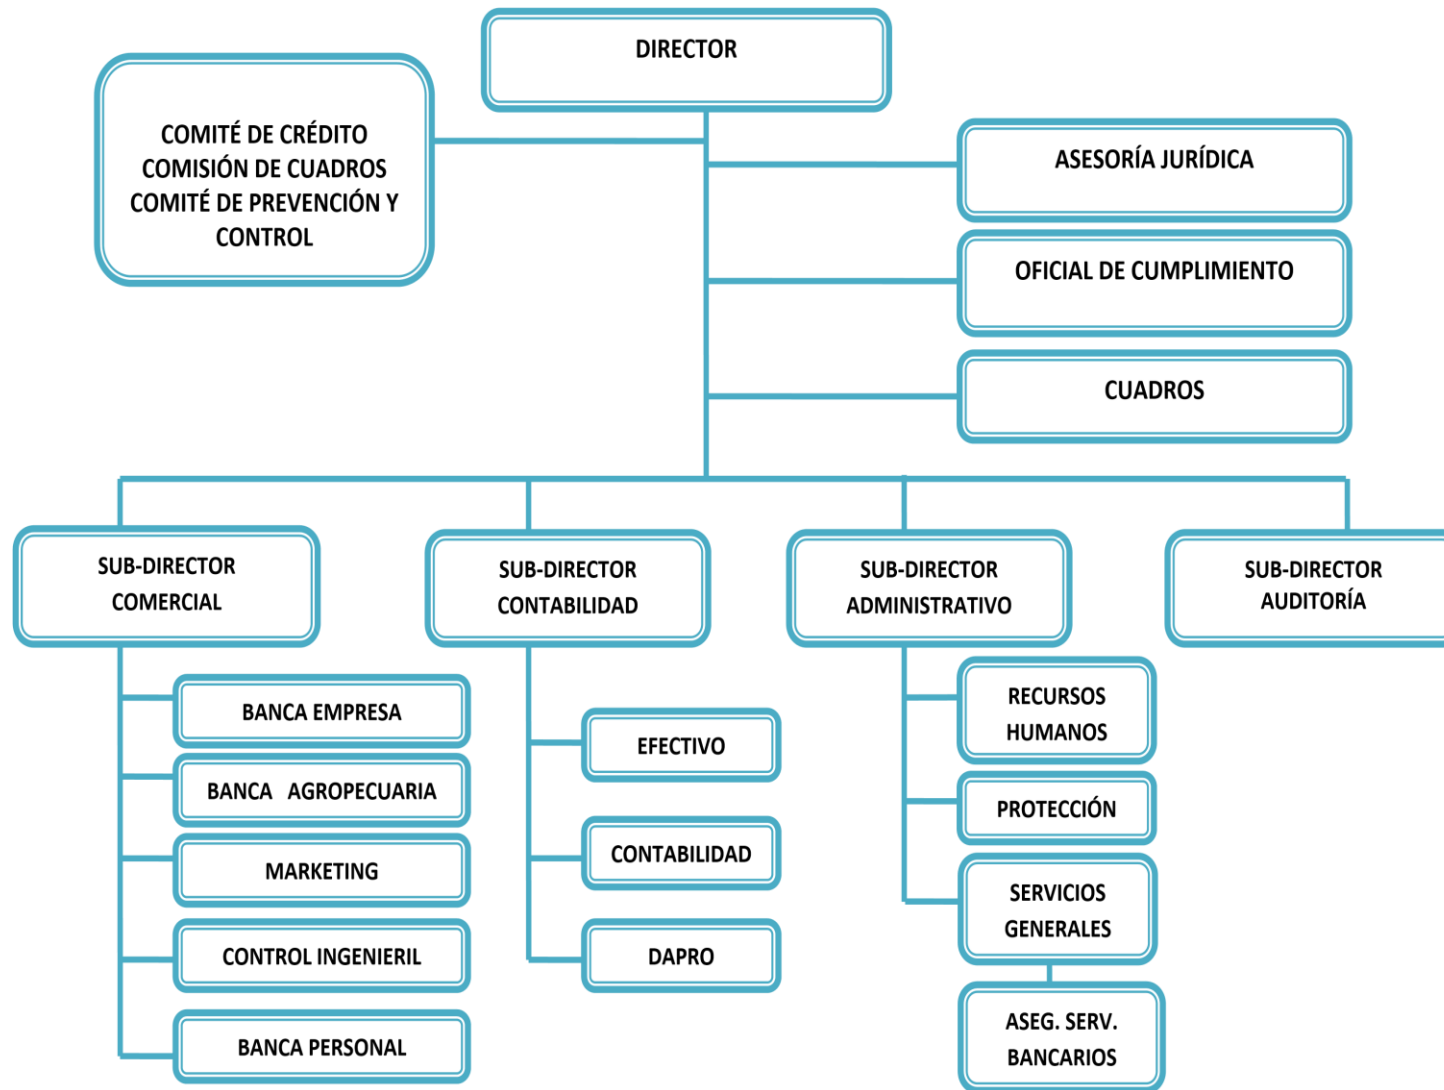 DIRECTOR
COMITÉ DE CRÉDITO
COMISIÓN DE CUADROS
COMITÉ DE PREVENCIÓN Y
CONTROL
ASESORÍA JURÍDICA
OFICIAL DE CUMPLIMIENTO
CUADROS
SUB-DIRECTOR
COMERCIAL
SUB-DIRECTOR
CONTABILIDAD
SUB-DIRECTOR
ADMINISTRATIVO
SUB-DIRECTOR
AUDITORÍA
BANCA EMPRESA
BANCA AGROPECUARIA
MARKETING
CONTROL INGENIERIL
BANCA PERSONAL
EFECTIVO
CONTABILIDAD
DAPRO
RECURSOS
HUMANOS
PROTECCIÓN
SERVICIOS
GENERALES
ASEG. SERV.
BANCARIOS